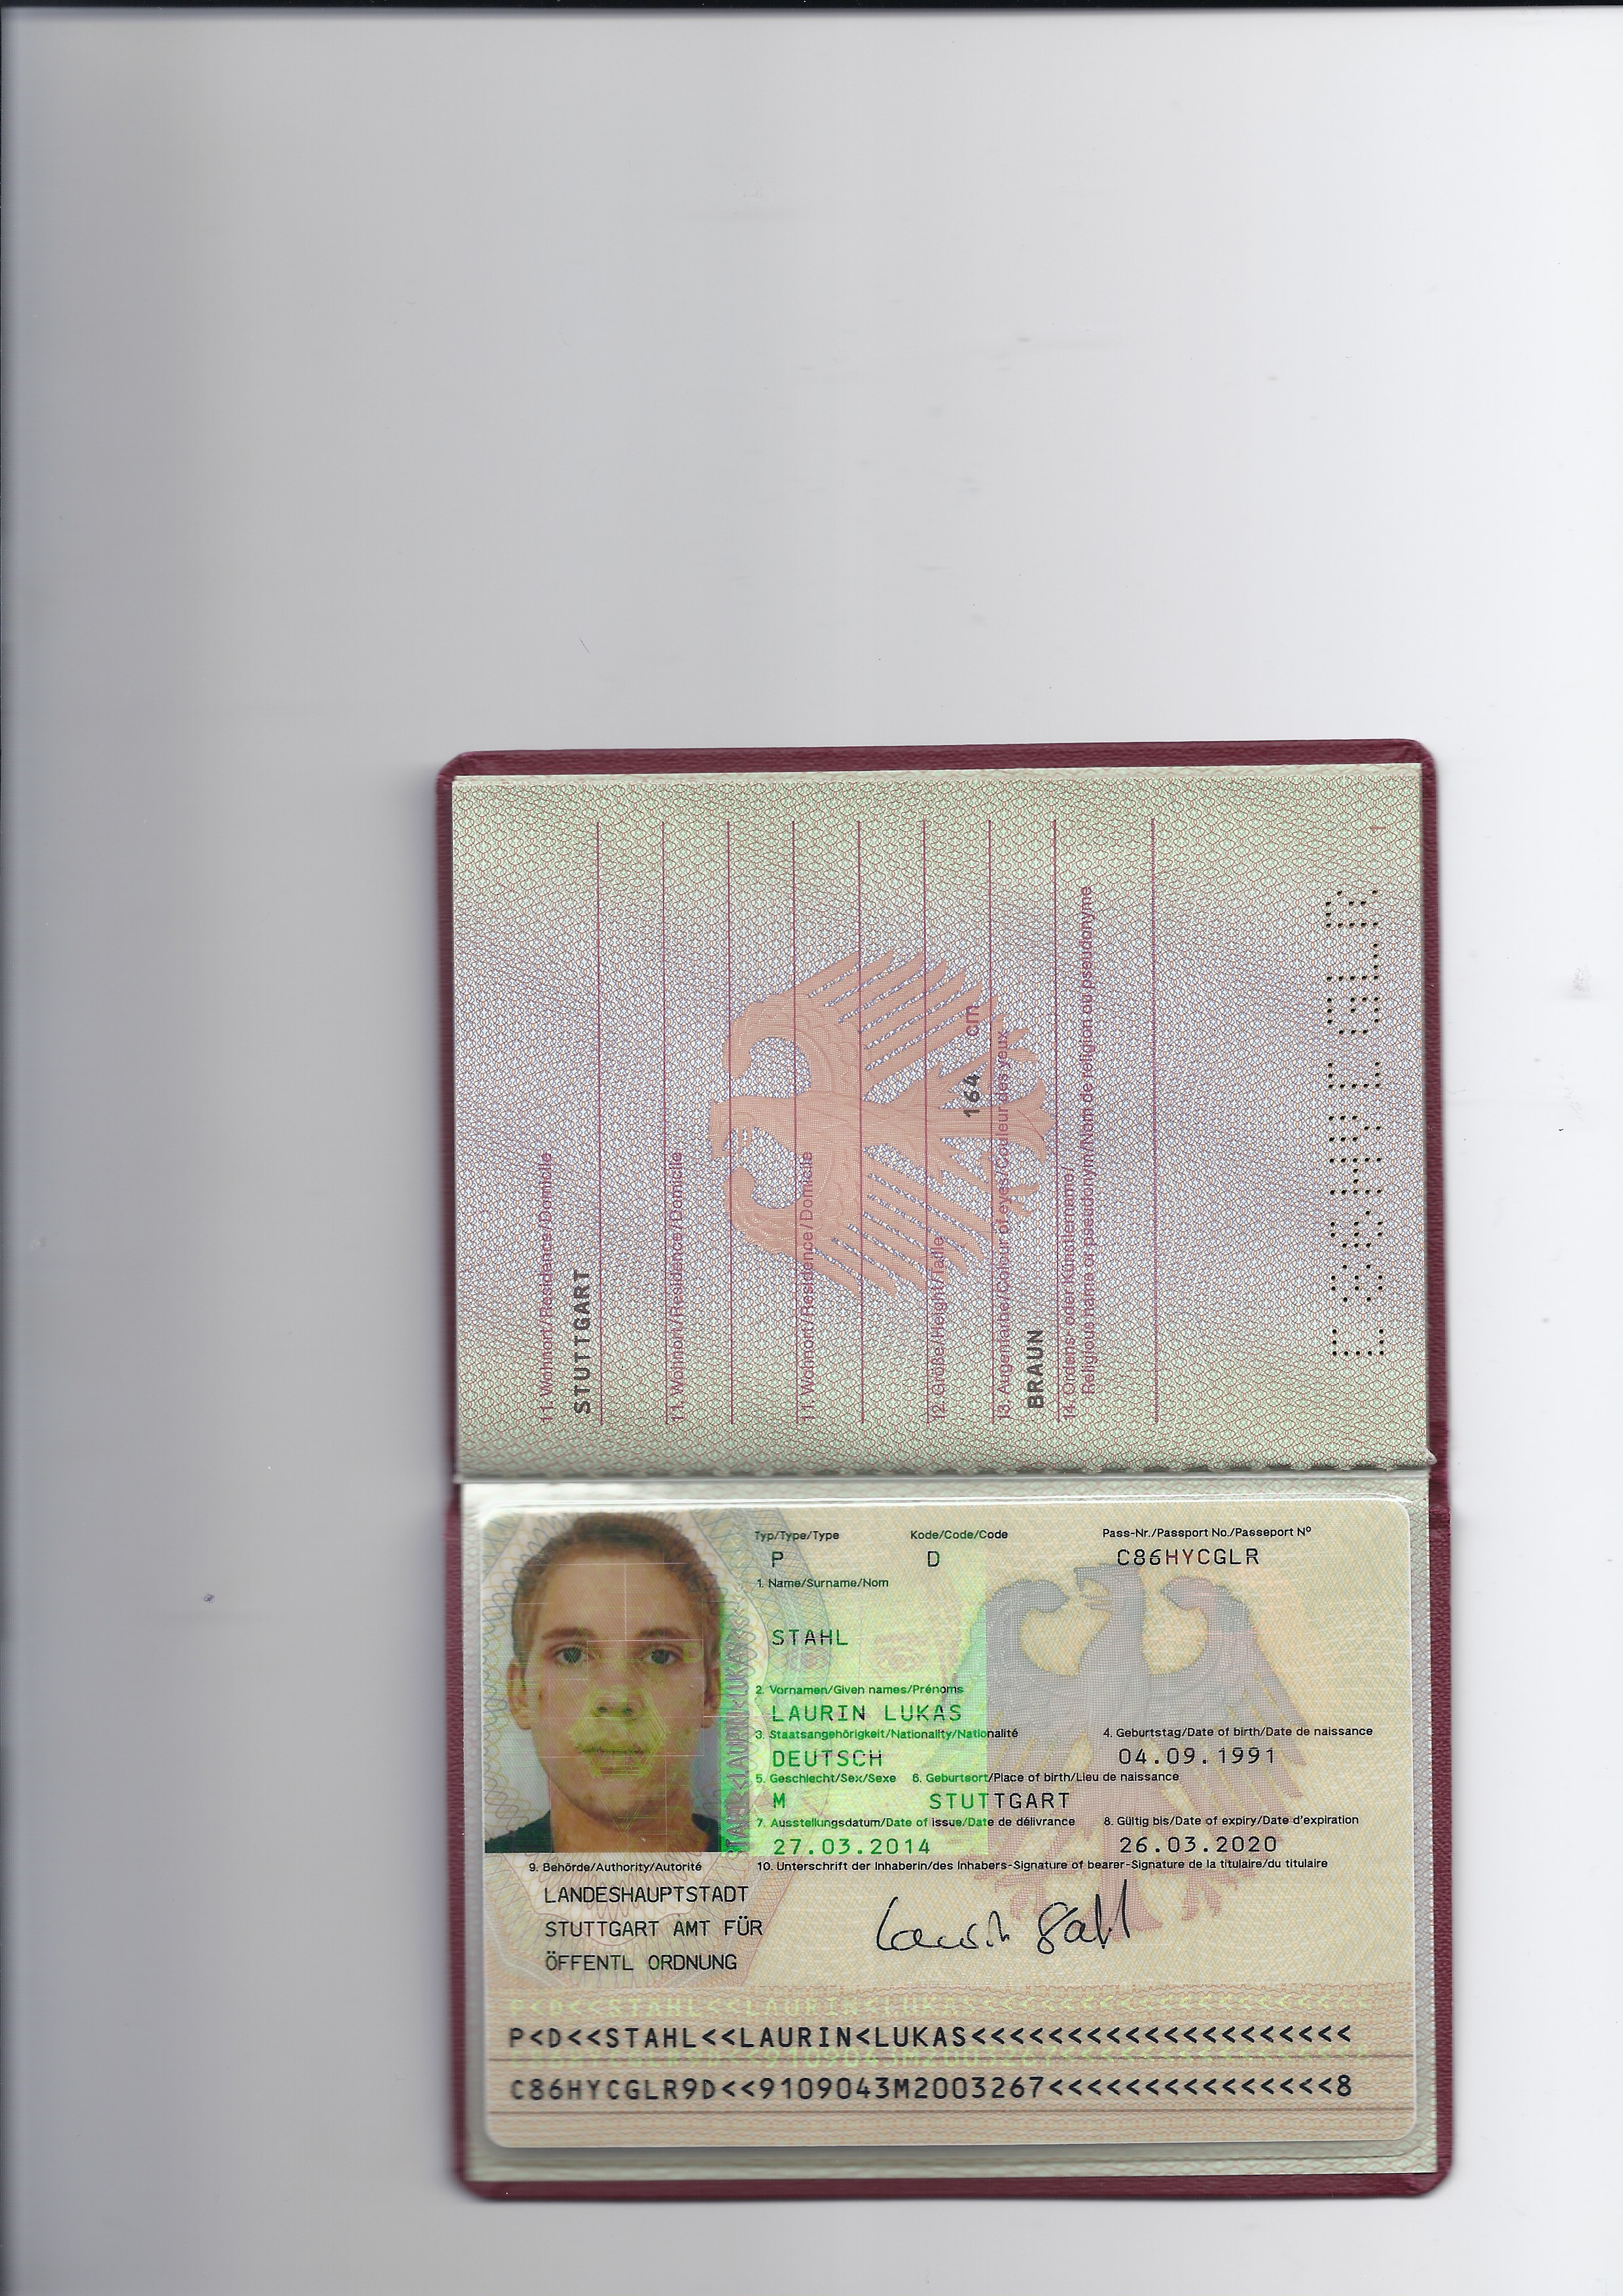 11. Wohnort/Residence/Domicile
STUTTGART
11. Wohnort/Residence/Domicile
11. Wohnort/Residence/Domicile
12. Größe/Height/Taille
164 cm
13. Augenfarbe/Colour of eyes/Couleur des yeux
BRAUN
14. Ordens- oder Künstlername/
Religious name or pseudonym/Nom de religion ou pseudonyme
1
Typ/Type/Type Kode/Code/Code Pass-Nr./Passport No./Passeport Nº
P D C86HYCGLR
1. Name/Surname/Nom
STAHL
2. Vornamen/Given names/Prénoms
LAURIN LUKAS
3. Staatsangehörigkeit/Nationality/Nationalité 4. Geburtstag/Date of birth/Date de naissance
DEUTSCH 04.09.1991
5. Geschlecht/Sex/Sexe 6. Geburtsort/Place of birth/Lieu de naissance
M STUTTGART
7. Ausstellungsdatum/Date of issue/Date de délivrance 8. Gültig bis/Date of expiry/Date d'expiration
27.03.2014 26.03.2020
9. Behörde/Authority/Autorité 10. Unterschrift der Inhaberin/des Inhabers-Signature of bearer-Signature de la titulaire/du titulaire
LANDESHAUPTSTADT
STUTTGART AMT FÜR
ÖFFENTL ORDNUNG
Laurin Stahl
P<D<<STAHL<<LAURIN<LUKAS<<<<<<<<<<<<<<<<<<<<
C86HYCGLR9D<<9109043M2003267<<<<<<<<<<<<<<<8